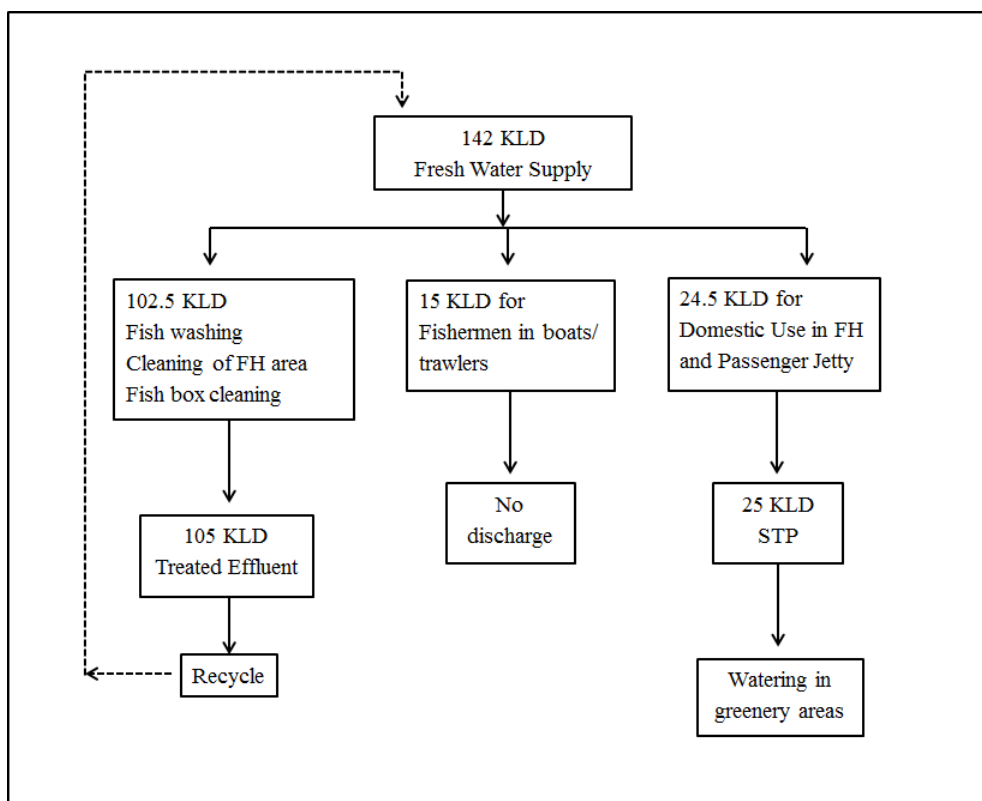 142 KLD
Fresh Water Supply
102.5 KLD
Fish washing
Cleaning of FH area
Fish box cleaning
15 KLD for
Fishermen in boats/
trawlers
24.5 KLD for
Domestic Use in FH
and Passenger Jetty
105 KLD
Treated Effluent
No
discharge
25 KLD
STP
Recycle
Watering in
greenery areas